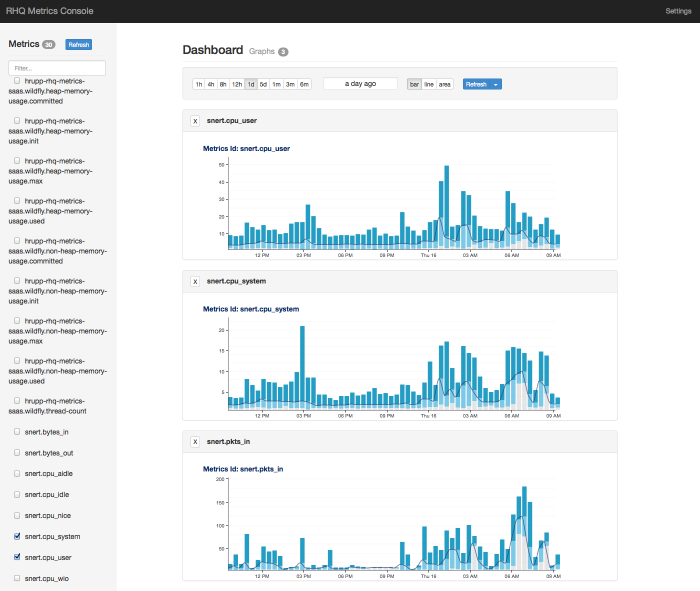 RHQ Metrics Console
Settings
Metrics 30 Refresh
Filter...
hrupp-rhq-metrics-
saas.wildfly.heap-memory-
usage.committed
hrupp-rhq-metrics-
saas.wildfly.heap-memory-
usage.init
hrupp-rhq-metrics-
saas.wildfly.heap-memory-
usage.max
hrupp-rhq-metrics-
saas.wildfly.heap-memory-
usage.used
hrupp-rhq-metrics-
saas.wildfly.non-heap-memory-
usage.committed
hrupp-rhq-metrics-
saas.wildfly.non-heap-memory-
usage.init
hrupp-rhq-metrics-
saas.wildfly.non-heap-memory-
usage.max
hrupp-rhq-metrics-
saas.wildfly.non-heap-memory-
usage.used
hrupp-rhq-metrics-
saas.wildfly.thread-count
snert.bytes_in
snert.bytes_out
snert.cpu_aidle
snert.cpu_idle
snert.cpu_nice
snert.cpu_system
snert.cpu_user
snert.cpu_wio
Dashboard Graphs 3
1h 4h 8h 12h 1d 5d 1m 3m 6m a day ago bar line area Refresh
X snert.cpu_user
Metrics Id: snert.cpu_user
50
40
30
20
10
12 PM 03 PM 06 PM 09 PM Thu 16 03 AM 06 AM 09 AM
X snert.cpu_system
Metrics Id: snert.cpu_system
20
15
10
5
12 PM 03 PM 06 PM 09 PM Thu 16 03 AM 06 AM 09 AM
X snert.pkts_in
Metrics Id: snert.pkts_in
200
150
100
50
12 PM 03 PM 06 PM 09 PM Thu 16 03 AM 06 AM 09 AM